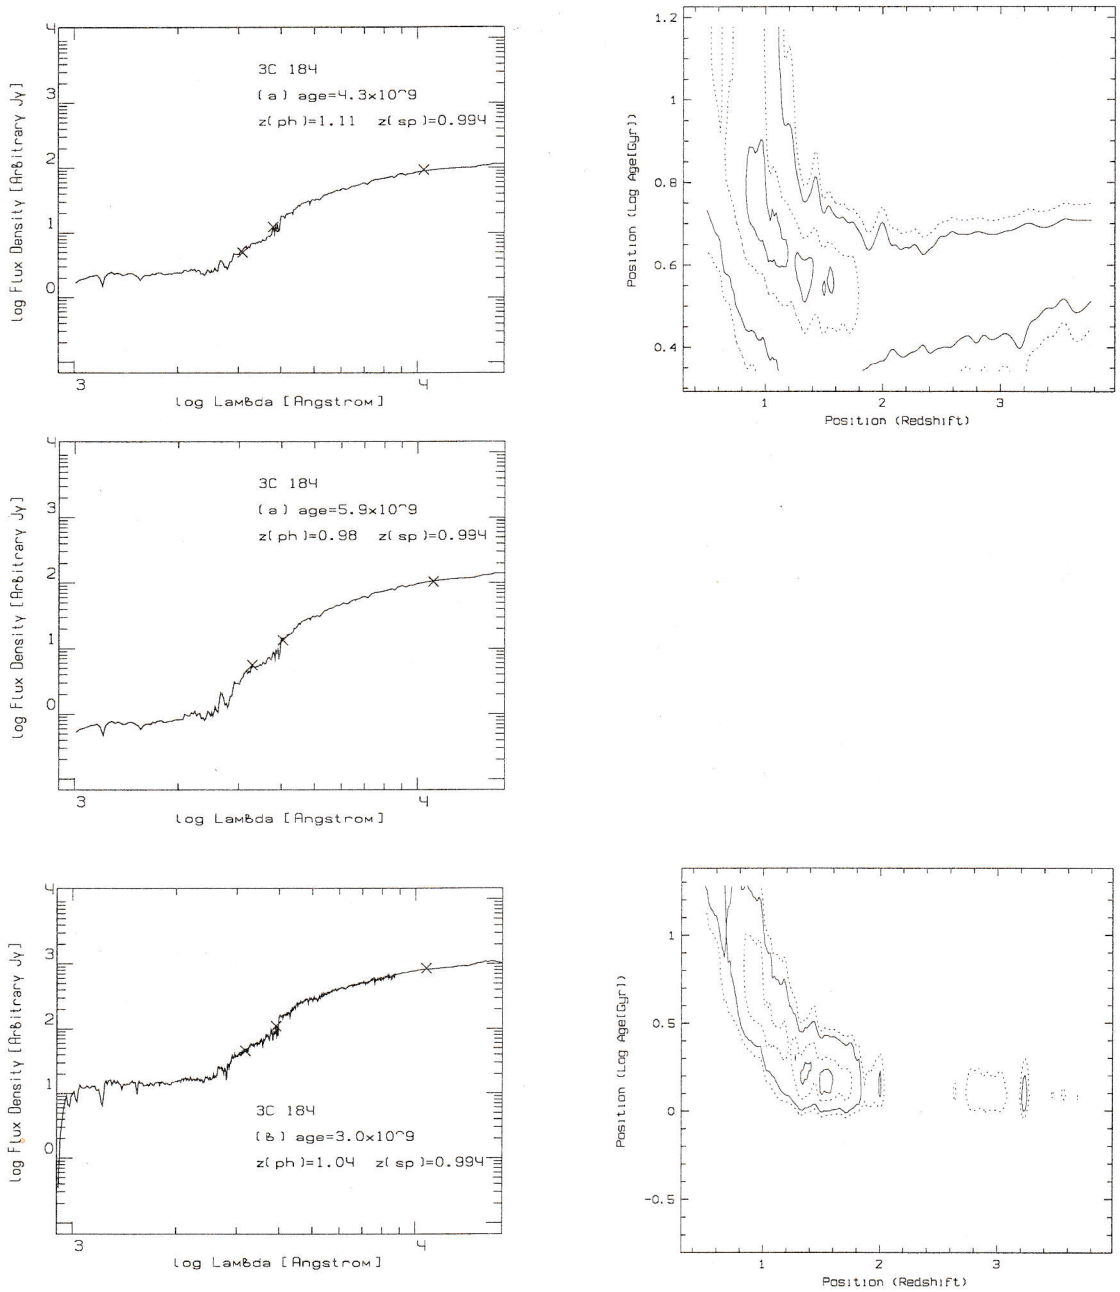 4
3
2
1
0
log Flux Density [Arbitrary Jy]
3C 184
(a) age=4.3x10^9
z(ph)=1.11 z(sp)=0.994
3 4
log Lambda [Angstrom]
1.2
1
0.8
0.6
0.4
Position (Log Age[Gyr])
1 2 3
Position (Redshift)
4
3
2
1
0
log Flux Density [Arbitrary Jy]
3C 184
(a) age=5.9x10^9
z(ph)=0.98 z(sp)=0.994
3 4
log Lambda [Angstrom]
4
3
2
1
0
log Flux Density [Arbitrary Jy]
3C 184
(B) age=3.0x10^9
z(ph)=1.04 z(sp)=0.994
3 4
log Lambda [Angstrom]
1
0.5
0
-0.5
Position (Log Age[Gyr])
1 2 3
Position (Redshift)